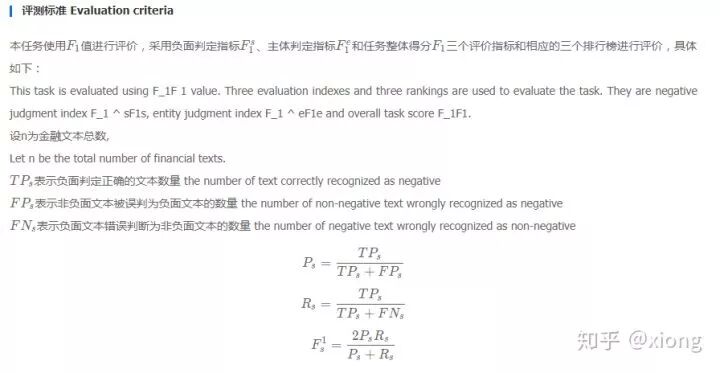 评测标准 Evaluation criteria
本任务使用F₁值进行评价，采用负面判定指标F₁ˢ、主体判定指标F₁ᵉ和任务整体得分F₁三个评价指标和相应的三个排行榜进行评价，具体
如下：
This task is evaluated using F_1F 1 value. Three evaluation indexes and three rankings are used to evaluate the task. They are negative
judgment index F_1 ^ sF1s, entity judgment index F_1 ^ eF1e and overall task score F_1F1.
设n为金融文本总数,
Let n be the total number of financial texts.
TPₛ表示负面判定正确的文本数量 the number of text correctly recognized as negative
FPₛ表示非负面文本被误判为负面文本的数量 the number of non-negative text wrongly recognized as negative
FNₛ表示负面文本错误判断为非负面文本的数量 the number of negative text wrongly recognized as non-negative
Pₛ = TPₛ / (TPₛ + FPₛ)
Rₛ = TPₛ / (TPₛ + FNₛ)
Fₛ¹ = 2PₛRₛ / (Pₛ + Rₛ)
知乎 @xiong